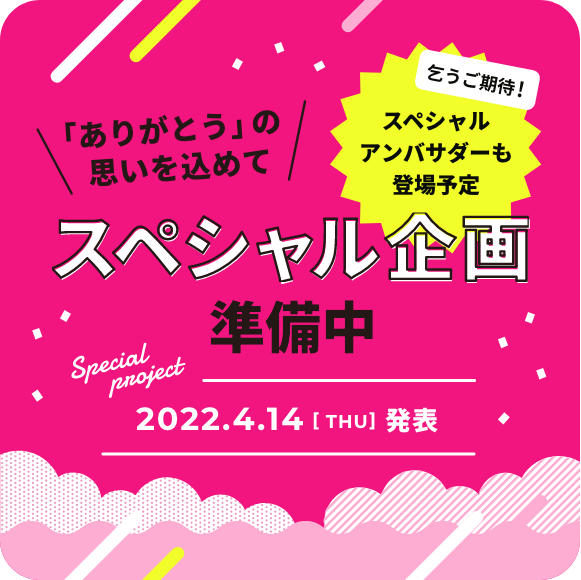 乞うご期待！
スペシャル
アンバサダーも
登場予定
「ありがとう」の
思いを込めて
スペシャル企画
準備中
Special
project
2022.4.14 [ THU] 発表